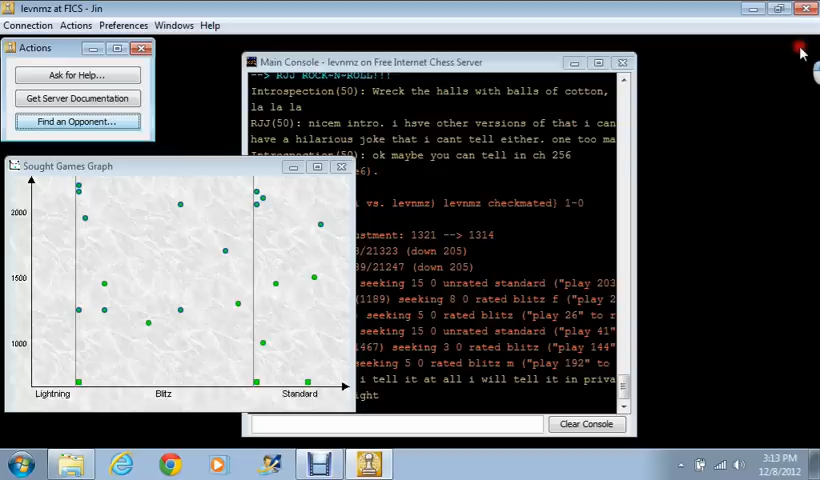 levnmz at FICS - Jin
Connection Actions Preferences Windows Help
Actions
Ask for Help...
Get Server Documentation
Find an Opponent...
Sought Games Graph
2000
1500
1000
Lightning Blitz Standard
Main Console - levnmz on Free Internet Chess Server
--> RJJ ROCK~N~ROLL!!!
Introspection(50): Wreck the halls with balls of cotton,
la la la
RJJ(50): nicem intro. i have other versions of that i can
have a hilarious joke that i cant tell either. one too ma
Introspection(50): ok maybe you can tell in ch 256
vs. levnmz) levnmz checkmated} 1-0
ustment: 1321 --> 1314
/21323 (down 205)
/21247 (down 205)
seeking 15 0 unrated standard ("play 203
(1189) seeking 8 0 rated blitz f ("play 2
seeking 5 0 rated blitz ("play 26" to r
seeking 15 0 unrated standard ("play 41"
seeking 3 0 rated blitz ("play 144"
seeking 5 0 rated blitz m ("play 192" to
i tell it at all i will tell it in priva
Clear Console
3:13 PM
12/8/2012